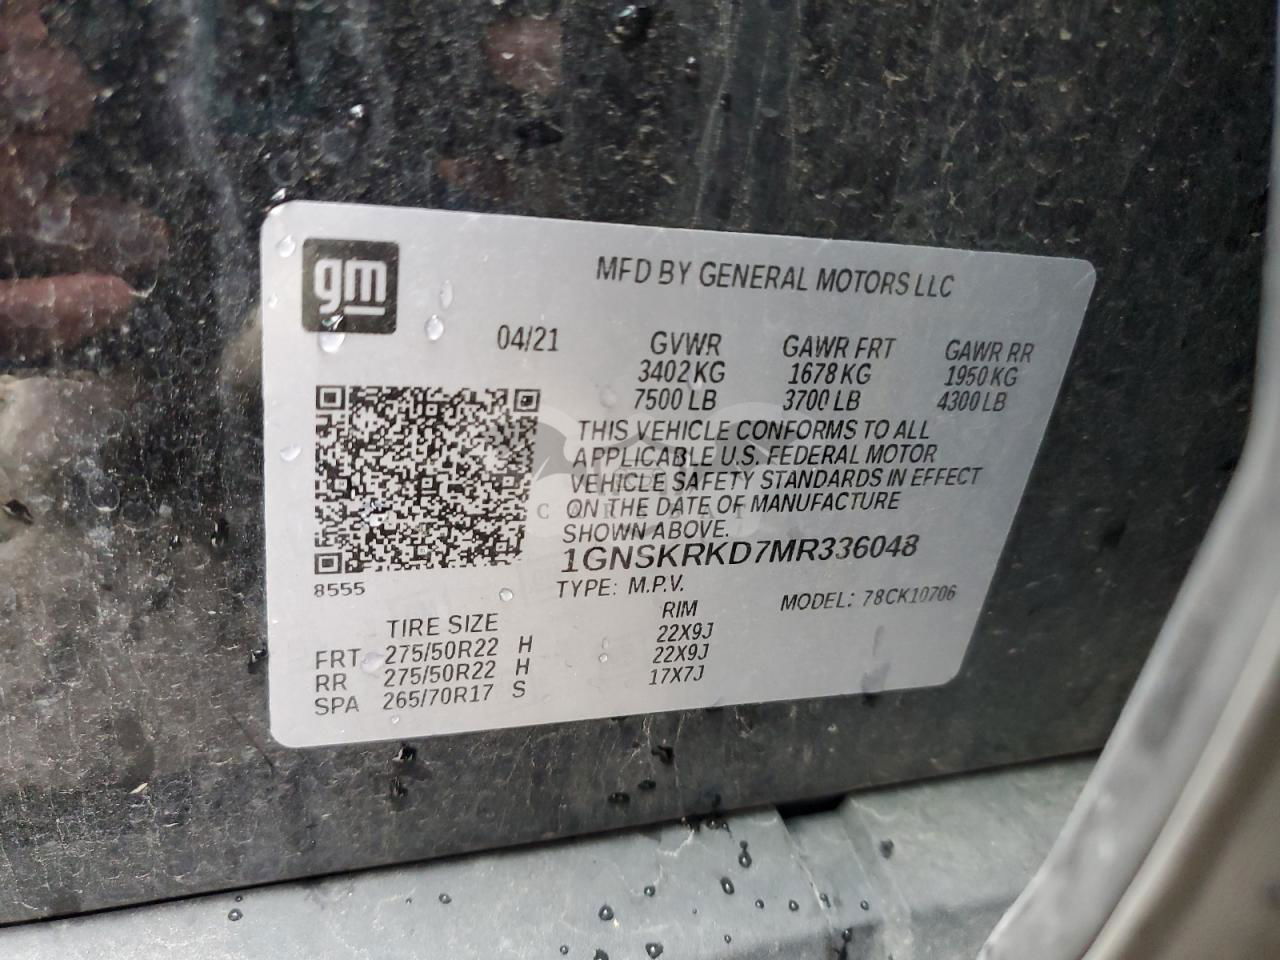 gm
MFD BY GENERAL MOTORS LLC
04/21 GVWR GAWR FRT GAWR RR
3402 KG 1678 KG 1950 KG
7500 LB 3700 LB 4300 LB
THIS VEHICLE CONFORMS TO ALL
APPLICABLE U.S. FEDERAL MOTOR
VEHICLE SAFETY STANDARDS IN EFFECT
ON THE DATE OF MANUFACTURE
SHOWN ABOVE.
1GNSKRKD7MR336048
8555
TYPE: M.P.V. MODEL: 78CK10706
TIRE SIZE RIM
FRT 275/50R22 H 22X9J
RR 275/50R22 H 22X9J
SPA 265/70R17 S 17X7J